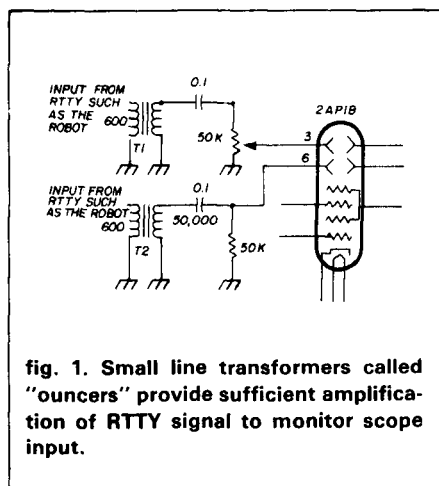 INPUT FROM
RTTY SUCH
AS THE
ROBOT
600
T1
0.1
50K
2AP1B
3
6
INPUT FROM
RTTY SUCH
AS THE ROBOT
600
T2
0.1
50,000
50K
fig. 1. Small line transformers called
"ouncers" provide sufficient amplifica-
tion of RTTY signal to monitor scope
input.